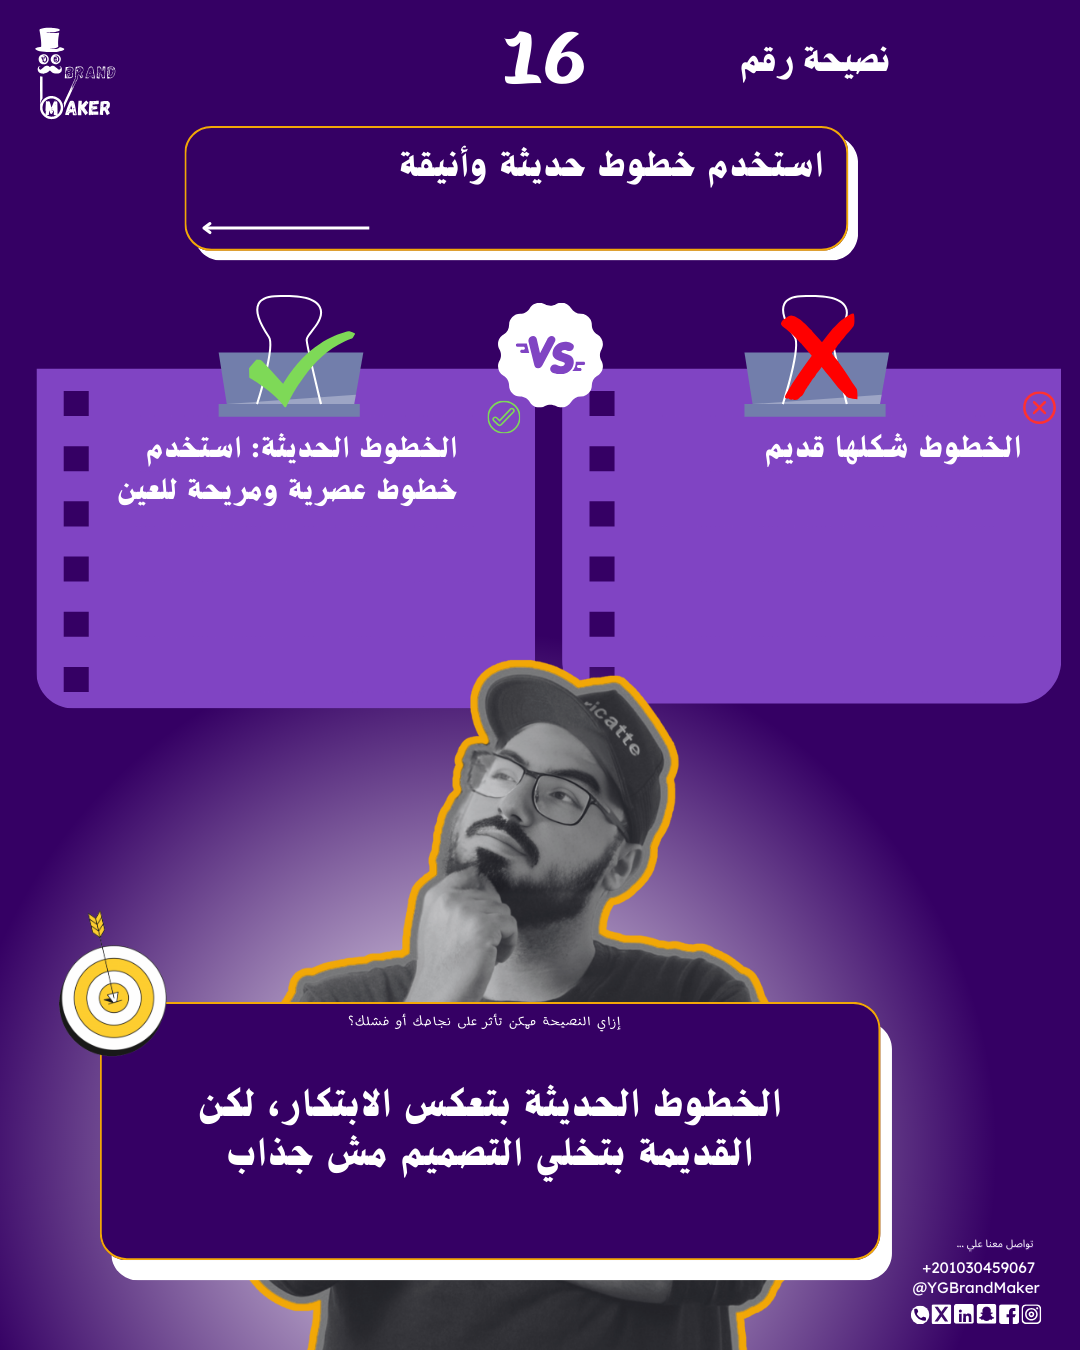 BRAND
MAKER
نصيحة رقم 16
استخدم خطوط حديثة وأنيقة
VS
الخطوط شكلها قديم
الخطوط الحديثة: استخدم
خطوط عصرية ومريحة للعين
icatte
إزاي النصيحة ممكن تأثر على نجاحك أو فشلك؟
الخطوط الحديثة بتعكس الابتكار، لكن
القديمة بتخلي التصميم مش جذاب
تواصل معنا علي ...
+201030459067
@YGBrandMaker